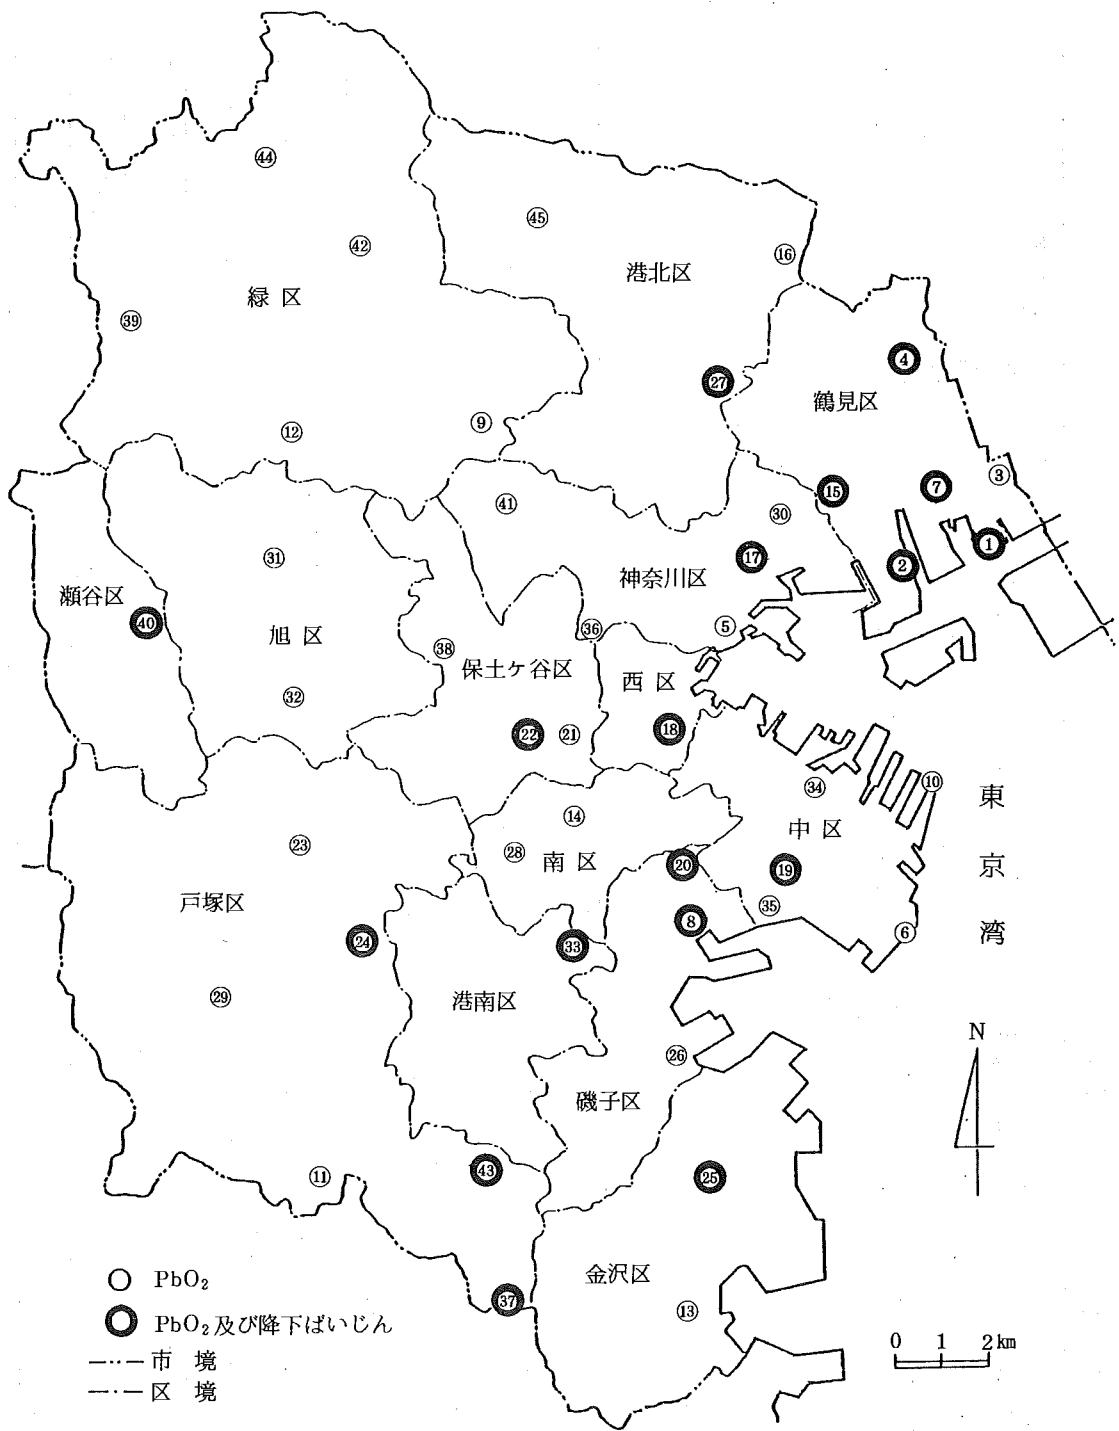 ㊹
㊺
㊷
⑯
港北区
緑 区
㊴
④
㉗
鶴見区
⑨
⑫
③
⑦
⑮
㊶
㉚
①
㉛
⑰
②
神奈川区
瀬谷区
㊵
⑤
㊱
旭 区
㊳
保土ヶ谷区
西 区
㉜
⑱
㉒
㉑
⑩
㉞
東京湾
⑭
中 区
㉓
㉘
南 区
⑳
⑲
戸塚区
㉟
⑧
⑥
㉔
㉝
㉙
港南区
N
㉖
磯子区
⑪
㊸
㉕
金沢区
PbO₂
㊲
⑬
PbO₂及び降下ばいじん
0 1 2km
市 境
区 境